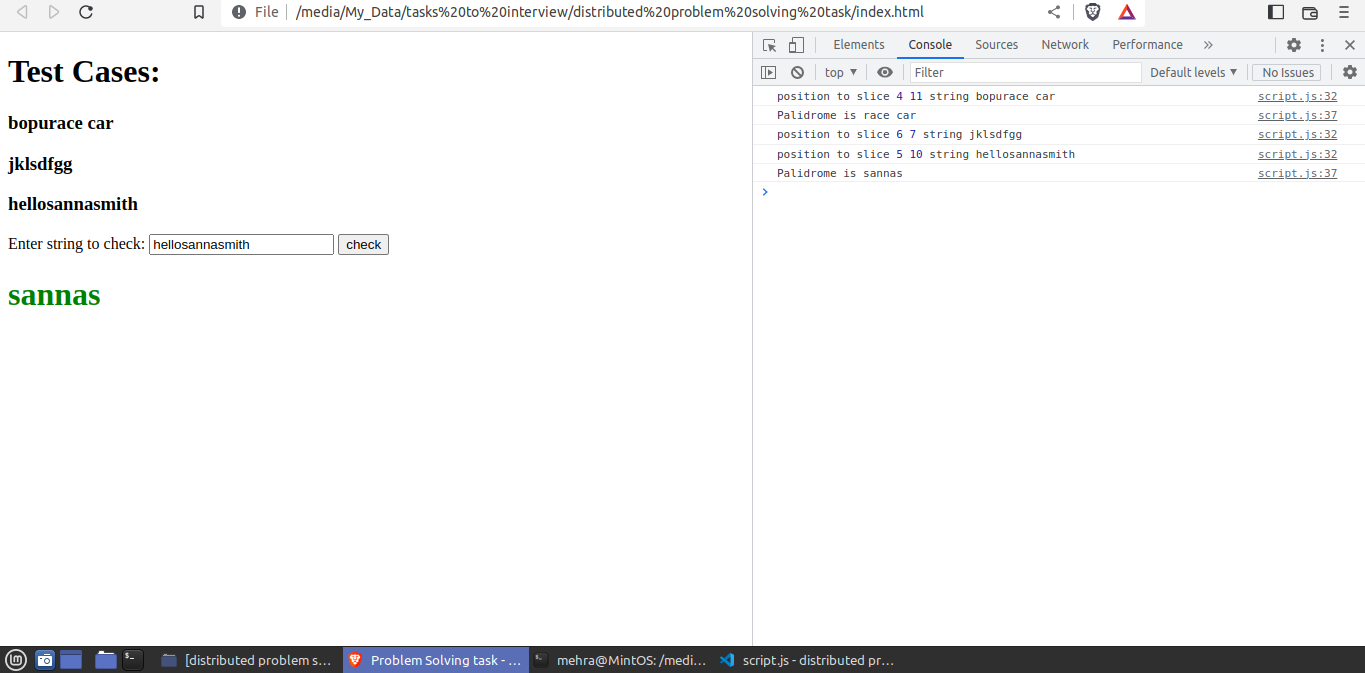 File /media/My_Data/tasks%20to%20interview/distributed%20problem%20solving%20task/index.html
Test Cases:
bopurace car
jklsdfgg
hellosannasmith
Enter string to check: hellosannasmith check
sannas
Elements Console Sources Network Performance »
top ▼ Filter Default levels ▼ No Issues
position to slice 4 11 string bopurace car script.js:32
Palidrome is race car script.js:37
position to slice 6 7 string jklsdfgg script.js:32
position to slice 5 10 string hellosannasmith script.js:32
Palidrome is sannas script.js:37
[distributed problem s... Problem Solving task - ... mehra@MintOS: /medi... script.js - distributed pr...